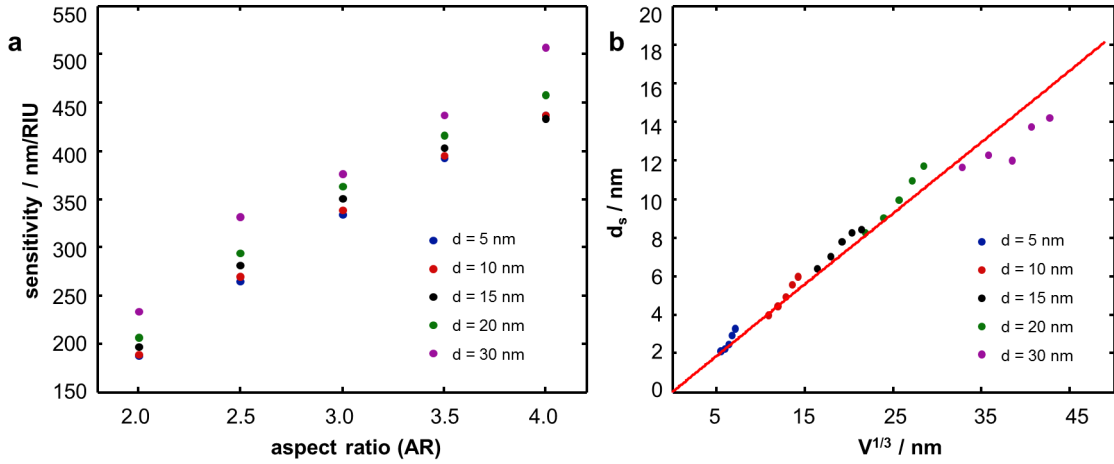 a
550
500
450
400
350
300
250
200
150
sensitivity / nm/RIU
2.0 2.5 3.0 3.5 4.0
aspect ratio (AR)
d = 5 nm
d = 10 nm
d = 15 nm
d = 20 nm
d = 30 nm
b
20
18
16
14
12
10
8
6
4
2
0
dₛ / nm
5 15 25 35 45
V¹ᐟ³ / nm
d = 5 nm
d = 10 nm
d = 15 nm
d = 20 nm
d = 30 nm